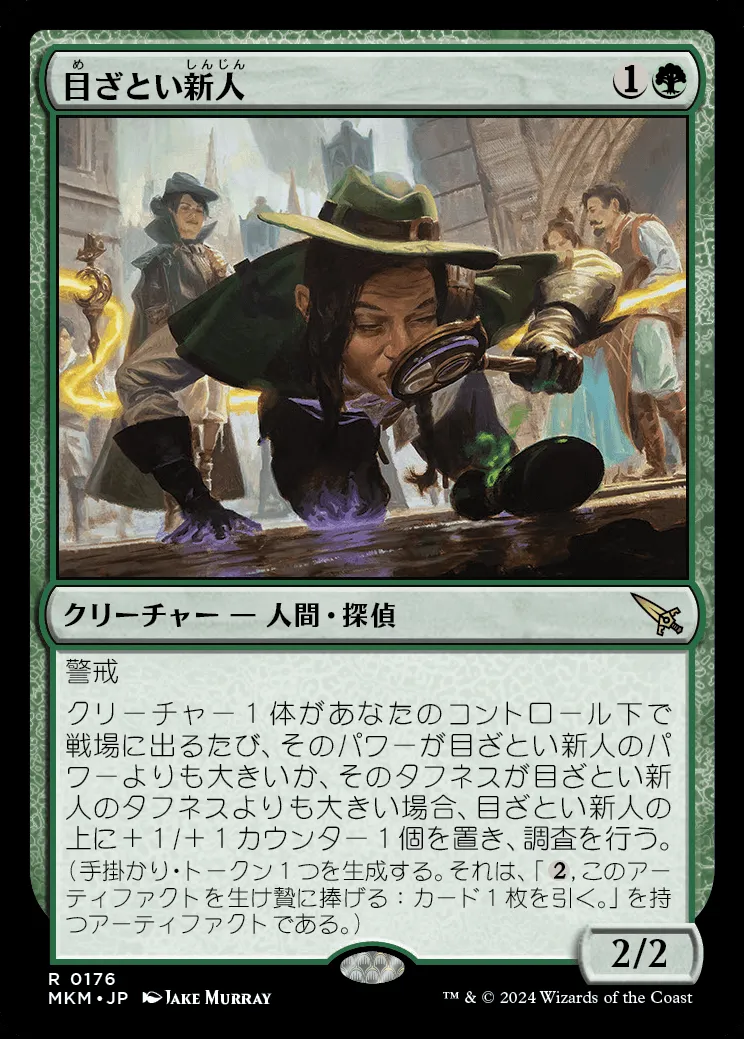 目ざとい新人
め しんじん
1
クリーチャー — 人間・探偵
警戒
クリーチャー1体があなたのコントロール下で
戦場に出るたび、そのパワーが目ざとい新人のパ
ワーよりも大きいか、そのタフネスが目ざとい新
人のタフネスよりも大きい場合、目ざとい新人の
上に+1/+1カウンター1個を置き、調査を行う。
(手掛かり・トークン1つを生成する。それは、「2,このアー
ティファクトを生け贄に捧げる:カード1枚を引く。」を持
つアーティファクトである。)
2/2
R 0176
MKM • JP Jake Murray
™ & © 2024 Wizards of the Coast